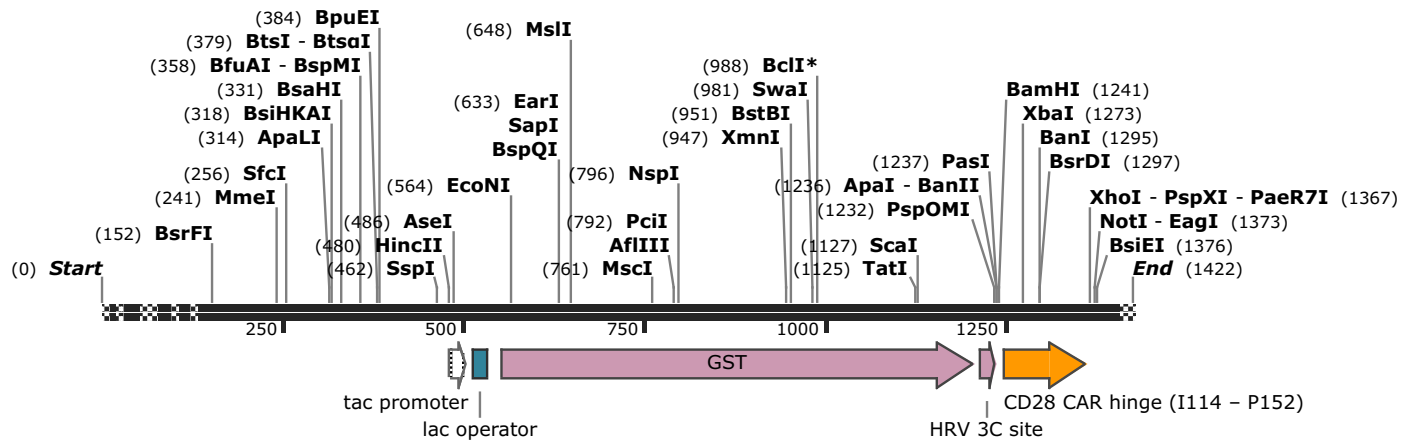 (384) BpuEI
(379) BtsI - BtsαI
(358) BfuAI - BspMI
(331) BsaHI
(318) BsiHKAI
(314) ApaLI
(256) SfcI
(241) MmeI
(152) BsrFI
(0) Start
(648) MslI
(633) EarI
SapI
BspQI
(564) EcoNI
(486) AseI
(480) HincII
(462) SspI
(796) NspI
(792) PciI
AflIII
(761) MscI
(988) BclI*
(981) SwaI
(951) BstBI
(947) XmnI
(1237) PasI
(1236) ApaI - BanII
(1232) PspOMI
(1127) ScaI
(1125) TatI
BamHI (1241)
XbaI (1273)
BanI (1295)
BsrDI (1297)
XhoI - PspXI - PaeR7I (1367)
NotI - EagI (1373)
BsiEI (1376)
End (1422)
250 500 750 1000 1250
GST
tac promoter
lac operator
CD28 CAR hinge (I114 – P152)
HRV 3C site